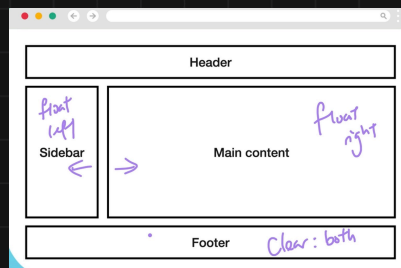 Header
float
left
Sidebar
float
right
Main content
Footer
Clear: both